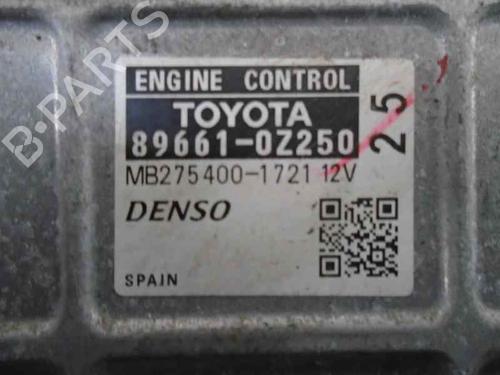 ENGINE CONTROL
TOYOTA
89661-0Z250
25
MB275400-1721 12V
DENSO
SPAIN
B-PARTS